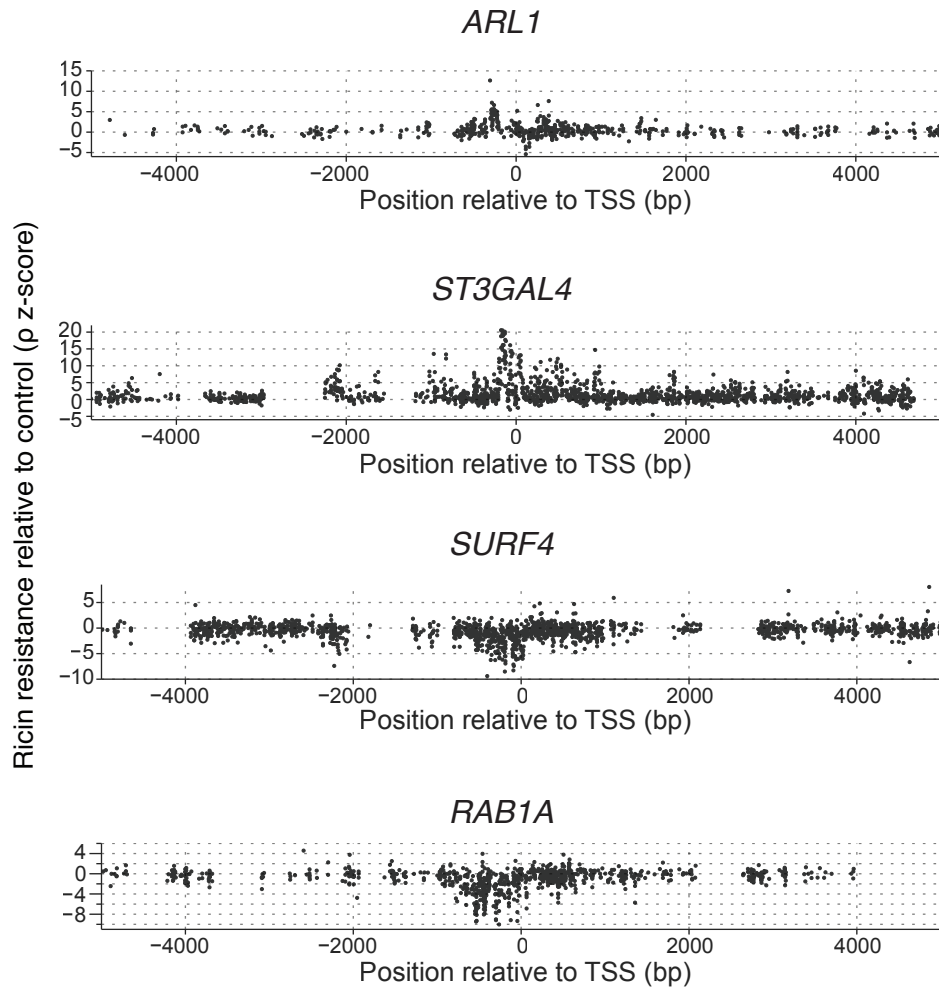 Ricin resistance relative to control (ρ z-score)
ARL1
15
10
5
0
−5
−4000 −2000 0 2000 4000
Position relative to TSS (bp)
ST3GAL4
20
15
10
5
0
−5
−4000 −2000 0 2000 4000
Position relative to TSS (bp)
SURF4
5
0
−5
−10
−4000 −2000 0 2000 4000
Position relative to TSS (bp)
RAB1A
4
0
−4
−8
−4000 −2000 0 2000 4000
Position relative to TSS (bp)